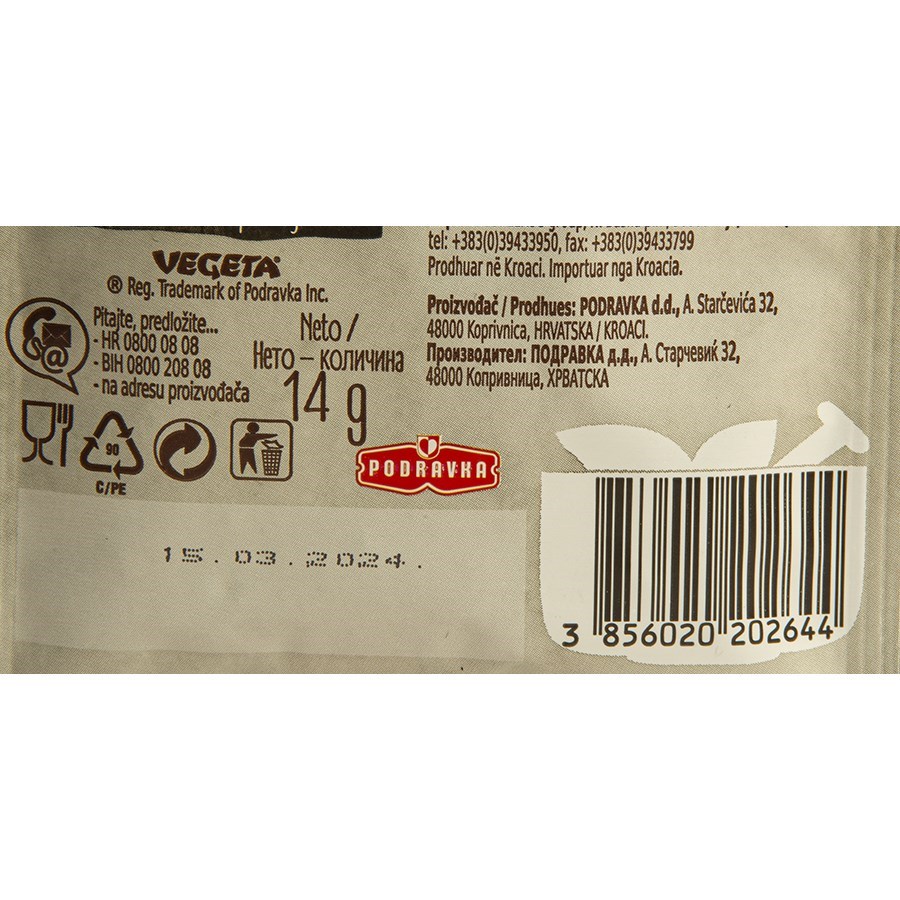 tel: +383(0)39433950, fax: +383(0)39433799
Prodhuar në Kroaci. Importuar nga Kroacia.
VEGETA®
® Reg. Trademark of Podravka Inc.
Pitajte, predložite...
- HR 0800 08 08
- BIH 0800 208 08
- na adresu proizvođača
Neto /
Нето – количина
14 g
Proizvođač / Prodhues: PODRAVKA d.d., A. Starčevića 32,
48000 Koprivnica, HRVATSKA / KROACI.
Производител: ПОДРАВКА д.д., А. Старчевиќ 32,
48000 Копривница, ХРВАТСКА
90
C/PE
PODRAVKA
15.03.2024.
3 856020 202644